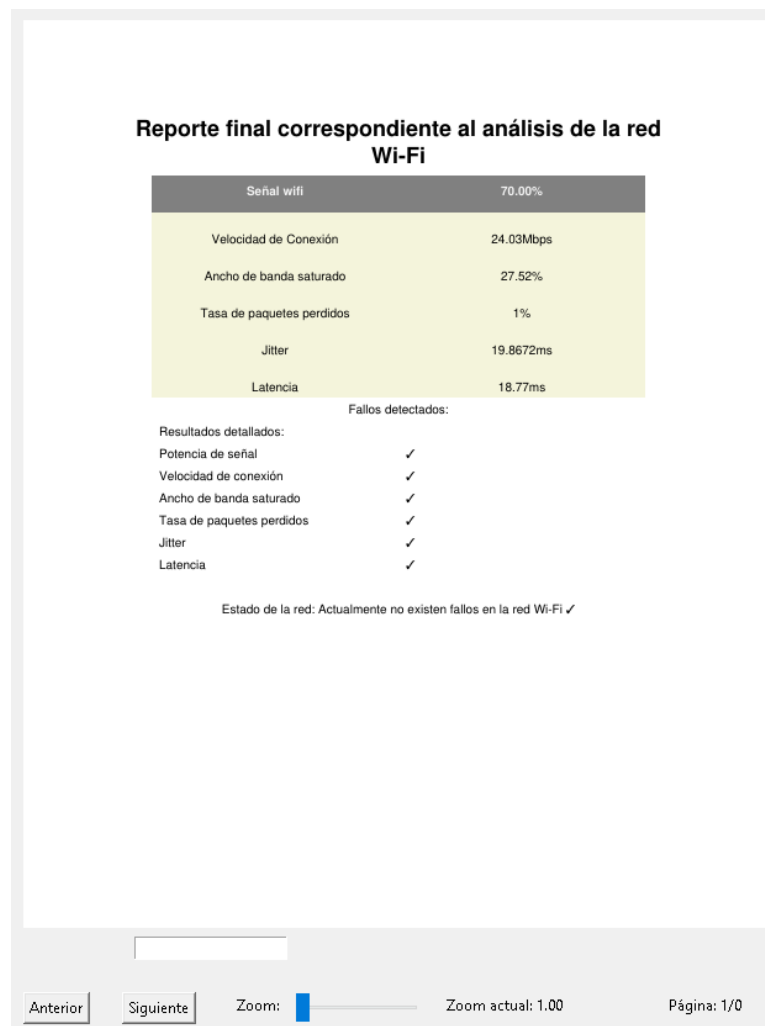 Reporte final correspondiente al análisis de la red
Wi-Fi
Señal wifi 70.00%
Velocidad de Conexión 24.03Mbps
Ancho de banda saturado 27.52%
Tasa de paquetes perdidos 1%
Jitter 19.8672ms
Latencia 18.77ms
Fallos detectados:
Resultados detallados:
Potencia de señal ✓
Velocidad de conexión ✓
Ancho de banda saturado ✓
Tasa de paquetes perdidos ✓
Jitter ✓
Latencia ✓
Estado de la red: Actualmente no existen fallos en la red Wi-Fi ✓
Anterior Siguiente Zoom: Zoom actual: 1.00 Página: 1/0